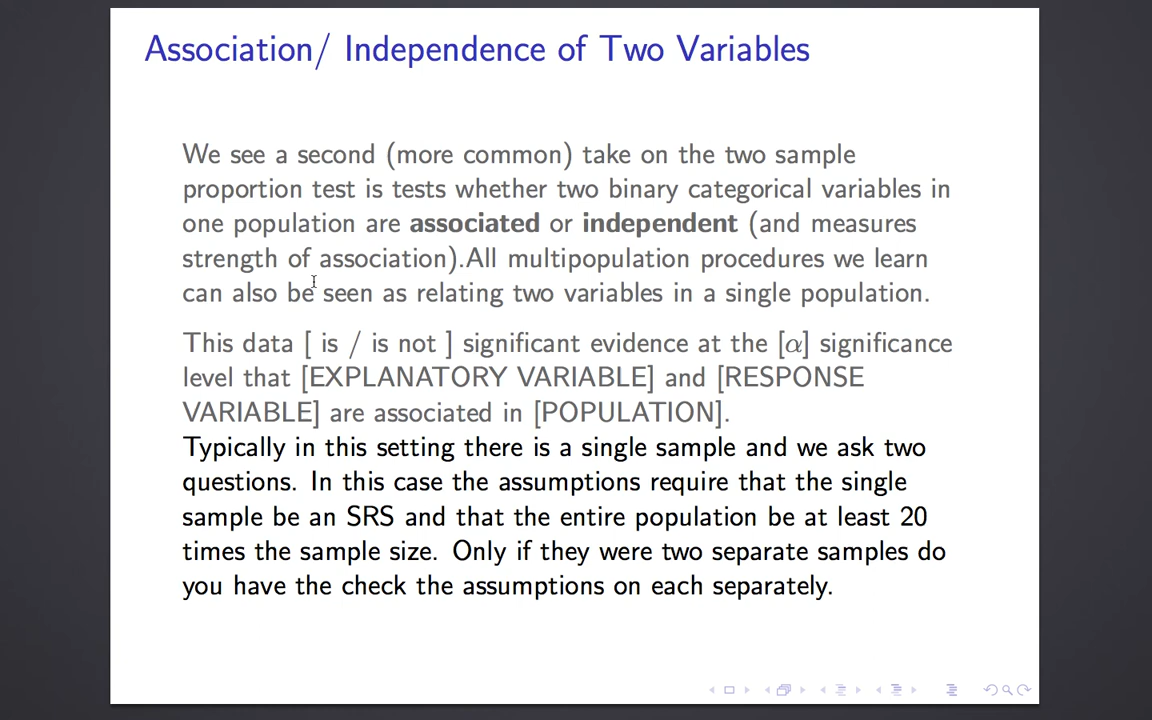 Association/ Independence of Two Variables
We see a second (more common) take on the two sample
proportion test is tests whether two binary categorical variables in
one population are associated or independent (and measures
strength of association).All multipopulation procedures we learn
can also be seen as relating two variables in a single population.
This data [ is / is not ] significant evidence at the [α] significance
level that [EXPLANATORY VARIABLE] and [RESPONSE
VARIABLE] are associated in [POPULATION].
Typically in this setting there is a single sample and we ask two
questions. In this case the assumptions require that the single
sample be an SRS and that the entire population be at least 20
times the sample size. Only if they were two separate samples do
you have the check the assumptions on each separately.